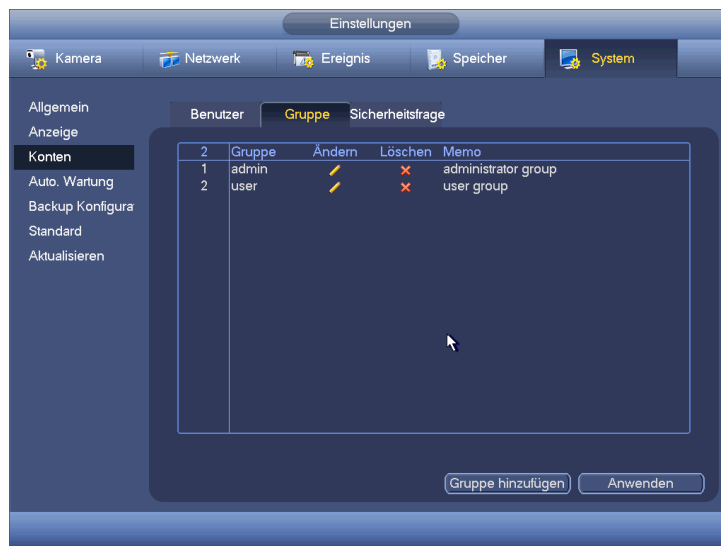 Einstellungen
Kamera Netzwerk Ereignis Speicher System
Allgemein
Anzeige
Konten
Auto. Wartung
Backup Konfigura
Standard
Aktualisieren
Benutzer Gruppe Sicherheitsfrage
2 Gruppe Ändern Löschen Memo
1 admin administrator group
2 user user group
Gruppe hinzufügen Anwenden